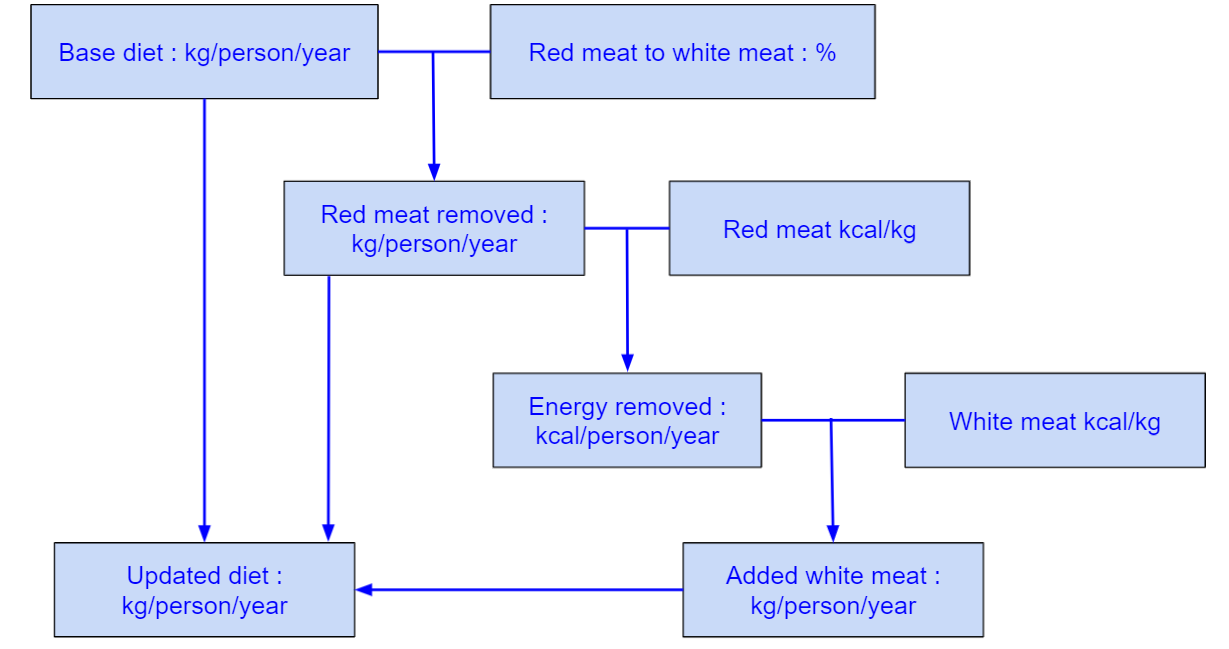 Base diet : kg/person/year
Red meat to white meat : %
Red meat removed :
kg/person/year
Red meat kcal/kg
Energy removed :
kcal/person/year
White meat kcal/kg
Updated diet :
kg/person/year
Added white meat :
kg/person/year